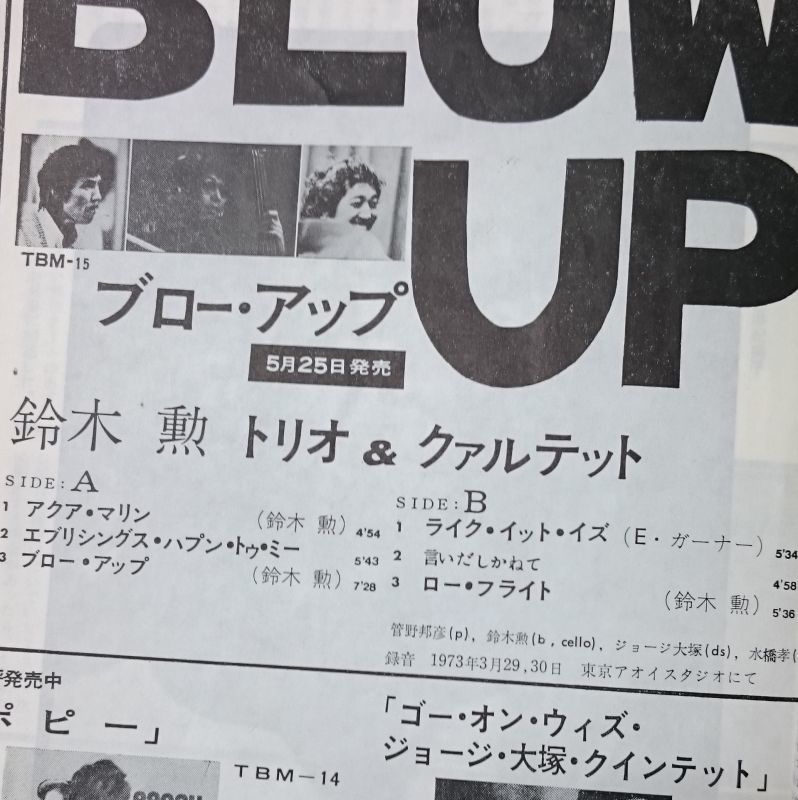 BLOW
UP
TBM-15
ブロー・アップ
5月25日発売
鈴木 勲 トリオ & クァルテット
SIDE: A
1 アクア・マリン (鈴木 勲) 4'54
2 エブリシングス・ハプン・トゥ・ミー 5'43
3 ブロー・アップ (鈴木 勲) 7'28
SIDE: B
1 ライク・イット・イズ (E・ガーナー) 5'34
2 言いだしかねて 4'58
3 ロー・フライト (鈴木 勲) 5'36
管野邦彦(p), 鈴木勲(b, cello), ジョージ大塚(ds), 水橋孝(
録音 1973年3月29,30日 東京アオイスタジオにて
発売中
ポピー」
TBM-14
「ゴー・オン・ウィズ・
ジョージ・大塚・クインテット」